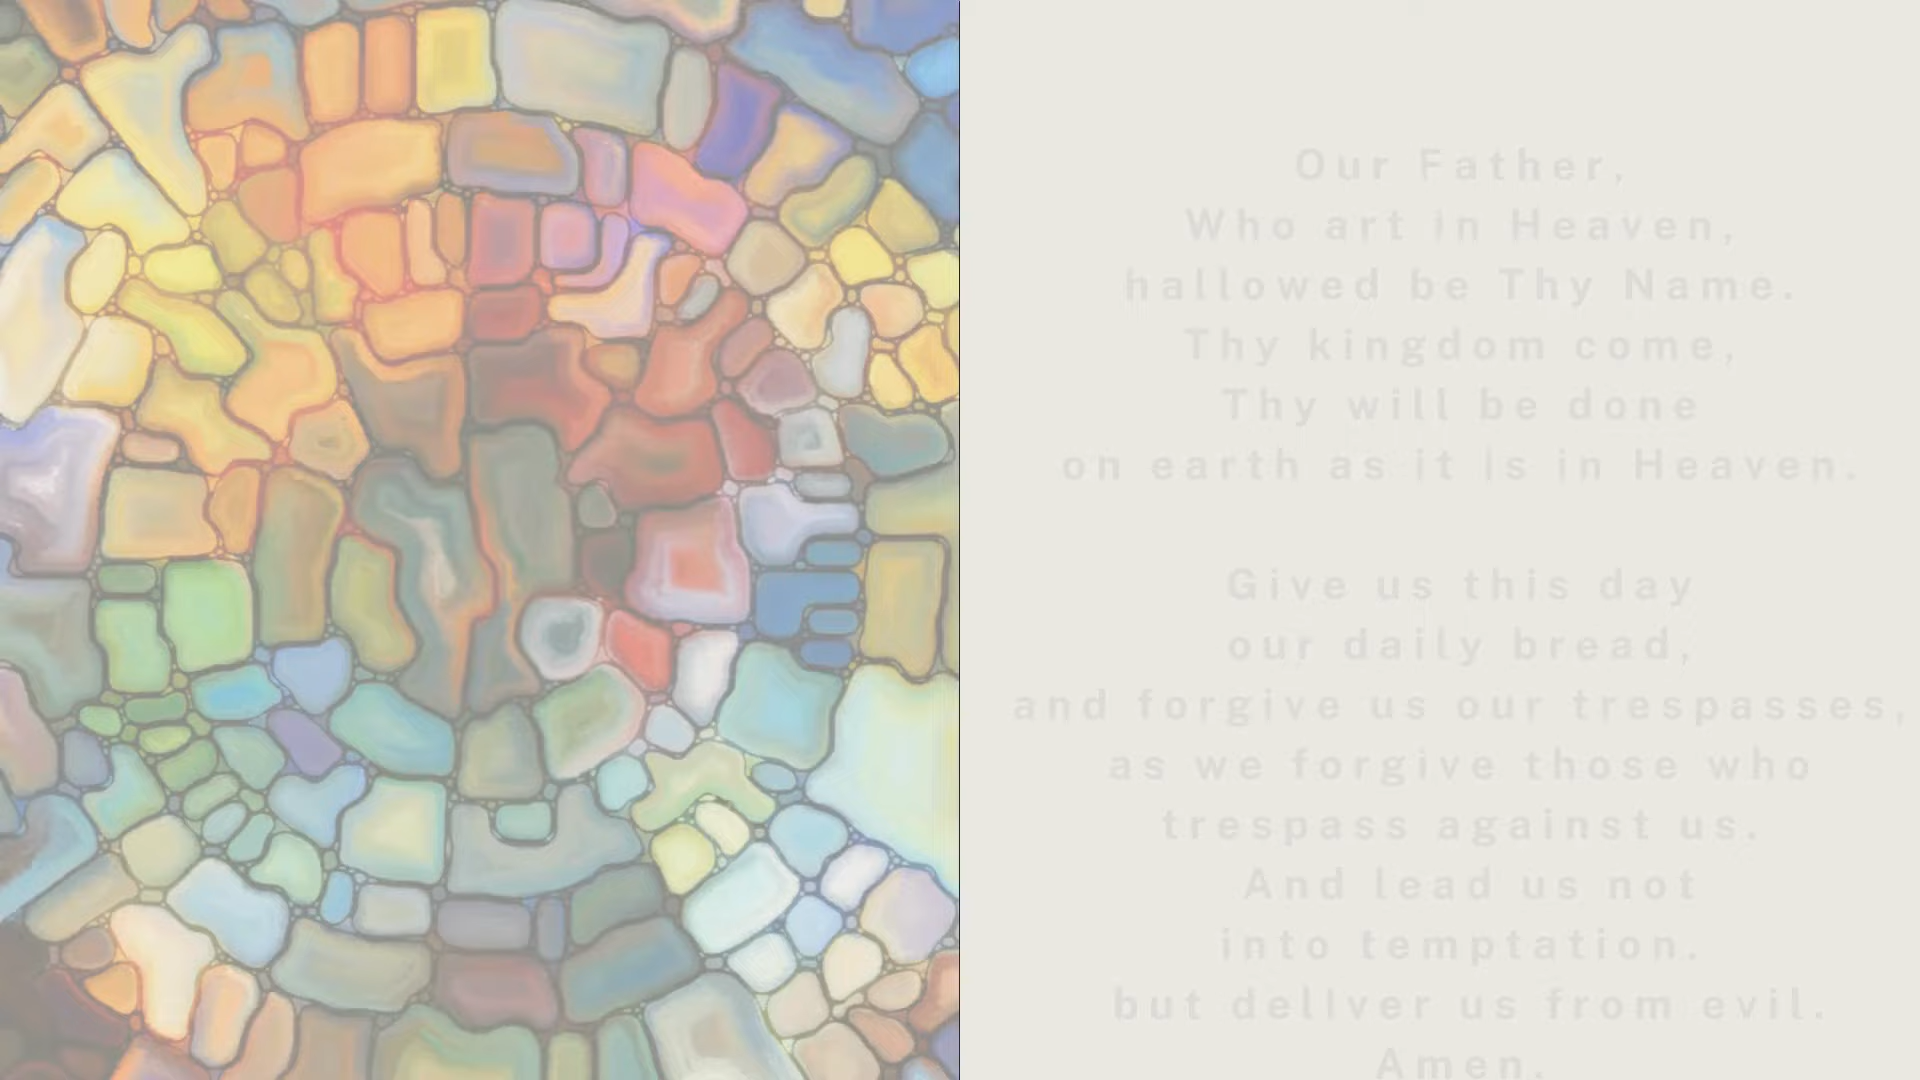 Our Father,
Who art in Heaven,
hallowed be Thy Name.
Thy kingdom come,
Thy will be done
on earth as it is in Heaven.
Give us this day
our daily bread,
and forgive us our trespasses,
as we forgive those who
trespass against us.
And lead us not
into temptation.
but deliver us from evil.
Amen.